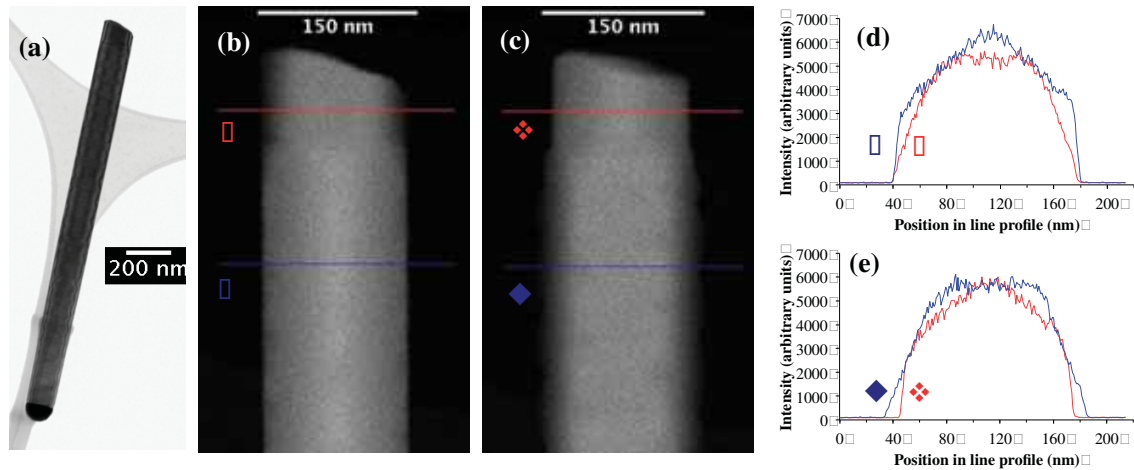 (a)
200 nm
(b)
150 nm
(c)
150 nm
(d)
Intensity (arbitrary units)
7000
6000
5000
4000
3000
2000
1000
0
0 40 80 120 160 200
Position in line profile (nm)
(e)
Intensity (arbitrary units)
7000
6000
5000
4000
3000
2000
1000
0
0 40 80 120 160 200
Position in line profile (nm)